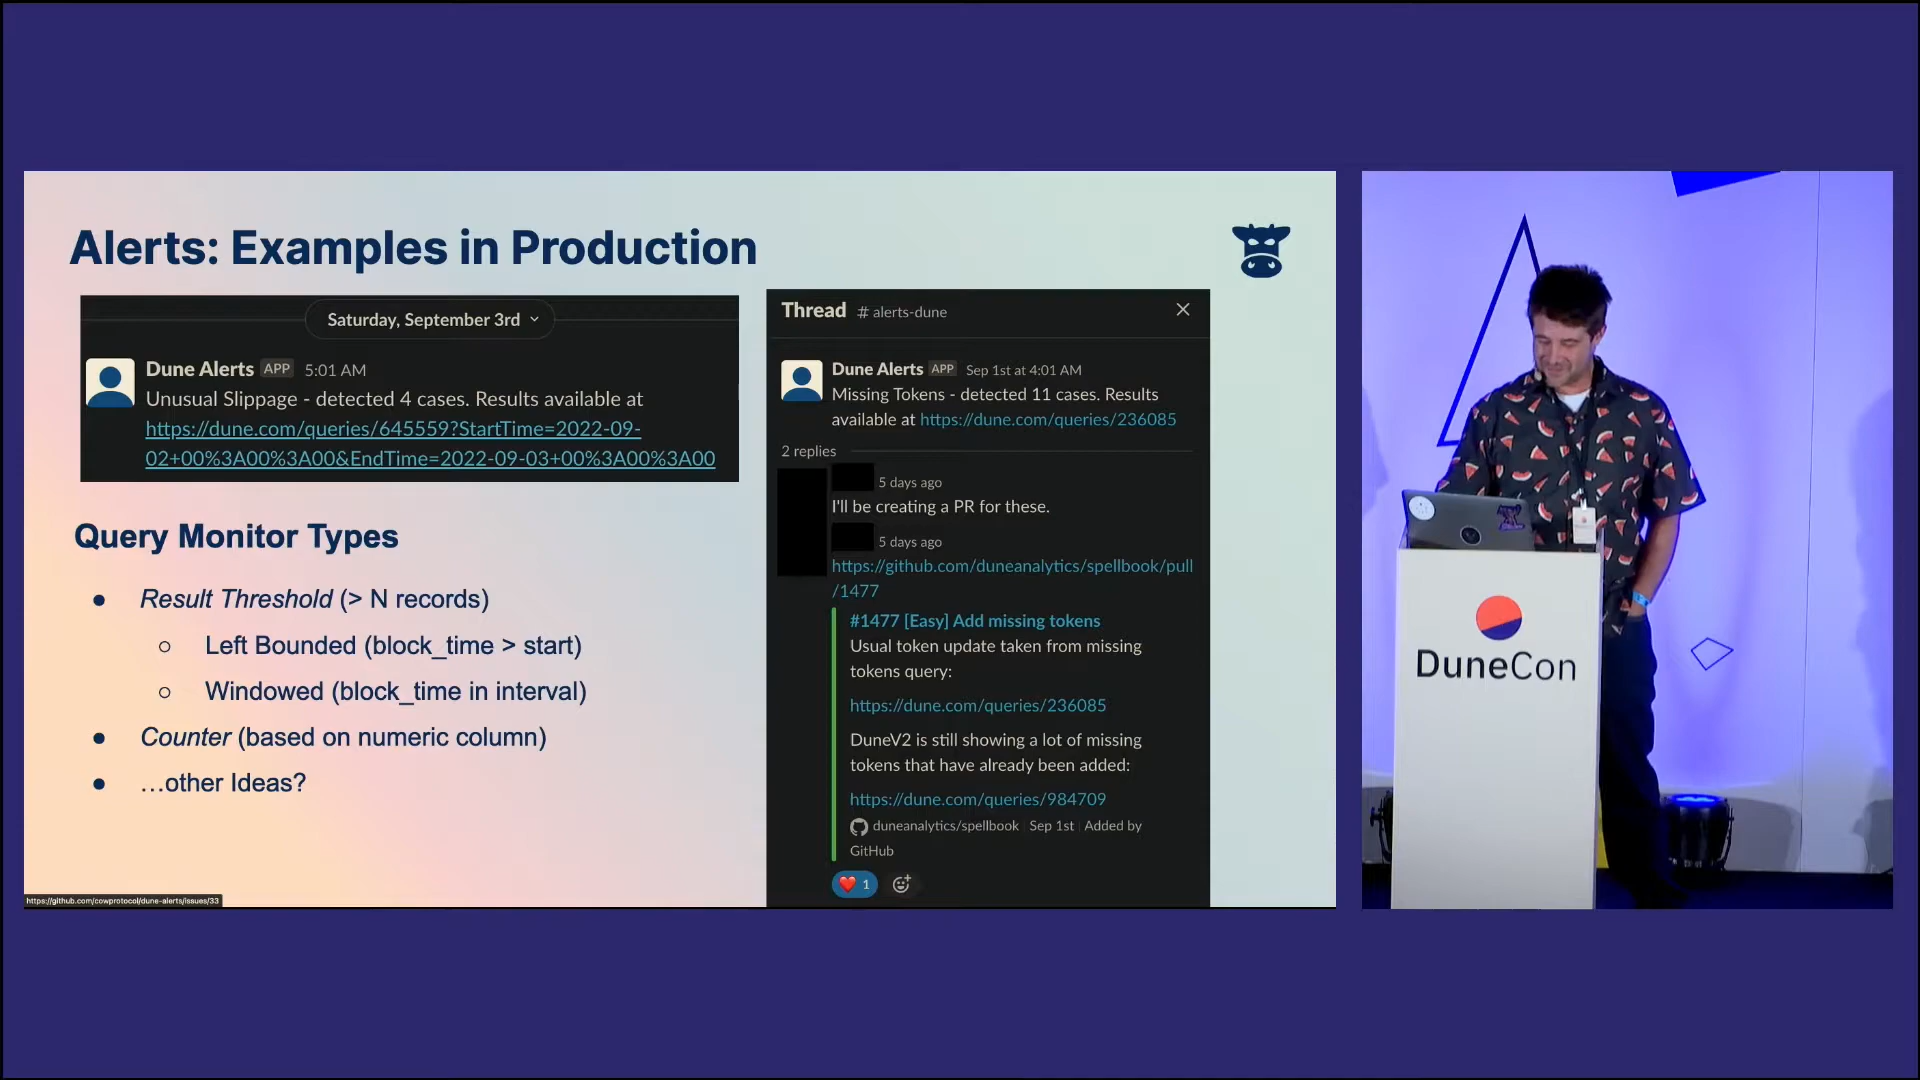 Alerts: Examples in Production
Saturday, September 3rd
Dune Alerts APP 5:01 AM
Unusual Slippage - detected 4 cases. Results available at
https://dune.com/queries/645559?StartTime=2022-09-
02+00%3A00%3A00&EndTime=2022-09-03+00%3A00%3A00
Query Monitor Types
● Result Threshold (> N records)
○ Left Bounded (block_time > start)
○ Windowed (block_time in interval)
● Counter (based on numeric column)
● …other Ideas?
https://github.com/cowprotocol/dune-alerts/issues/33
Thread # alerts-dune
Dune Alerts APP Sep 1st at 4:01 AM
Missing Tokens - detected 11 cases. Results
available at https://dune.com/queries/236085
2 replies
5 days ago
I'll be creating a PR for these.
5 days ago
https://github.com/duneanalytics/spellbook/pull
/1477
#1477 [Easy] Add missing tokens
Usual token update taken from missing
tokens query:
https://dune.com/queries/236085
DuneV2 is still showing a lot of missing
tokens that have already been added:
https://dune.com/queries/984709
duneanalytics/spellbook Sep 1st Added by
GitHub
1
DuneCon